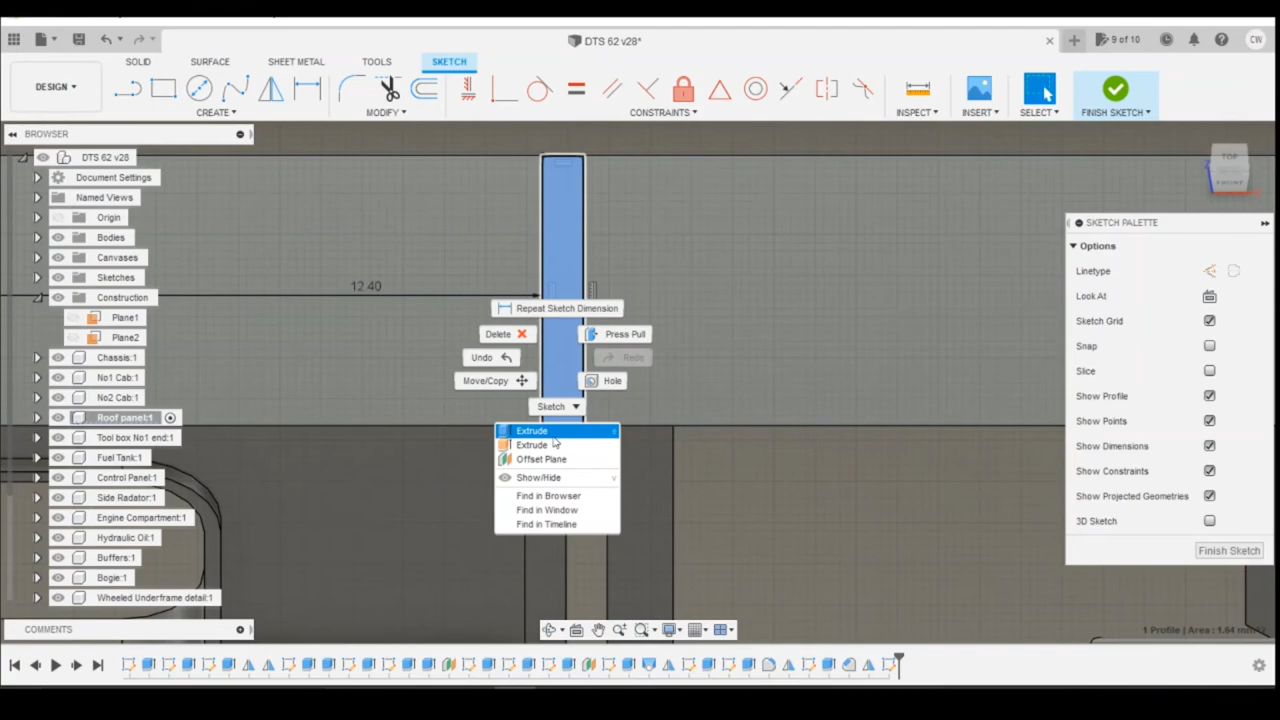 DTS 62 v28*
9 of 10
CW
DESIGN
SOLID
SURFACE
SHEET METAL
TOOLS
SKETCH
CREATE
MODIFY
CONSTRAINTS
INSPECT
INSERT
SELECT
FINISH SKETCH
BROWSER
DTS 62 v28
Document Settings
Named Views
Origin
Bodies
Canvases
Sketches
Construction
Plane1
Plane2
Chassis:1
No1 Cab:1
No2 Cab:1
Roof panel:1
Tool box No1 end:1
Fuel Tank:1
Control Panel:1
Side Radator:1
Engine Compartment:1
Hydraulic Oil:1
Buffers:1
Bogie:1
Wheeled Underframe detail:1
COMMENTS
12.40
Repeat Sketch Dimension
Delete
Press Pull
Undo
Redo
Move/Copy
Hole
Sketch
Extrude
Extrude
Offset Plane
Show/Hide
v
Find in Browser
Find in Window
Find in Timeline
TOP
FRONT
SKETCH PALETTE
Options
Linetype
Look At
Sketch Grid
Snap
Slice
Show Profile
Show Points
Show Dimensions
Show Constraints
Show Projected Geometries
3D Sketch
Finish Sketch
1 Profile | Area : 1.64 mm^2